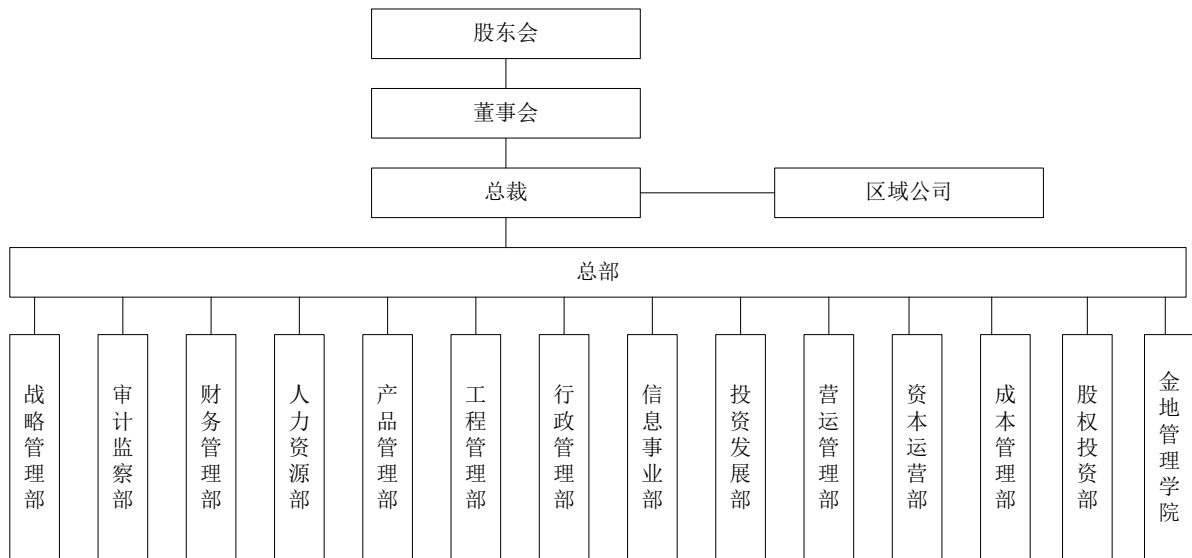 股东会
董事会
总裁
区域公司
总部
战略管理部
审计监察部
财务管理部
人力资源部
产品管理部
工程管理部
行政管理部
信息事业部
投资发展部
营运管理部
资本运营部
成本管理部
股权投资部
金地管理学院